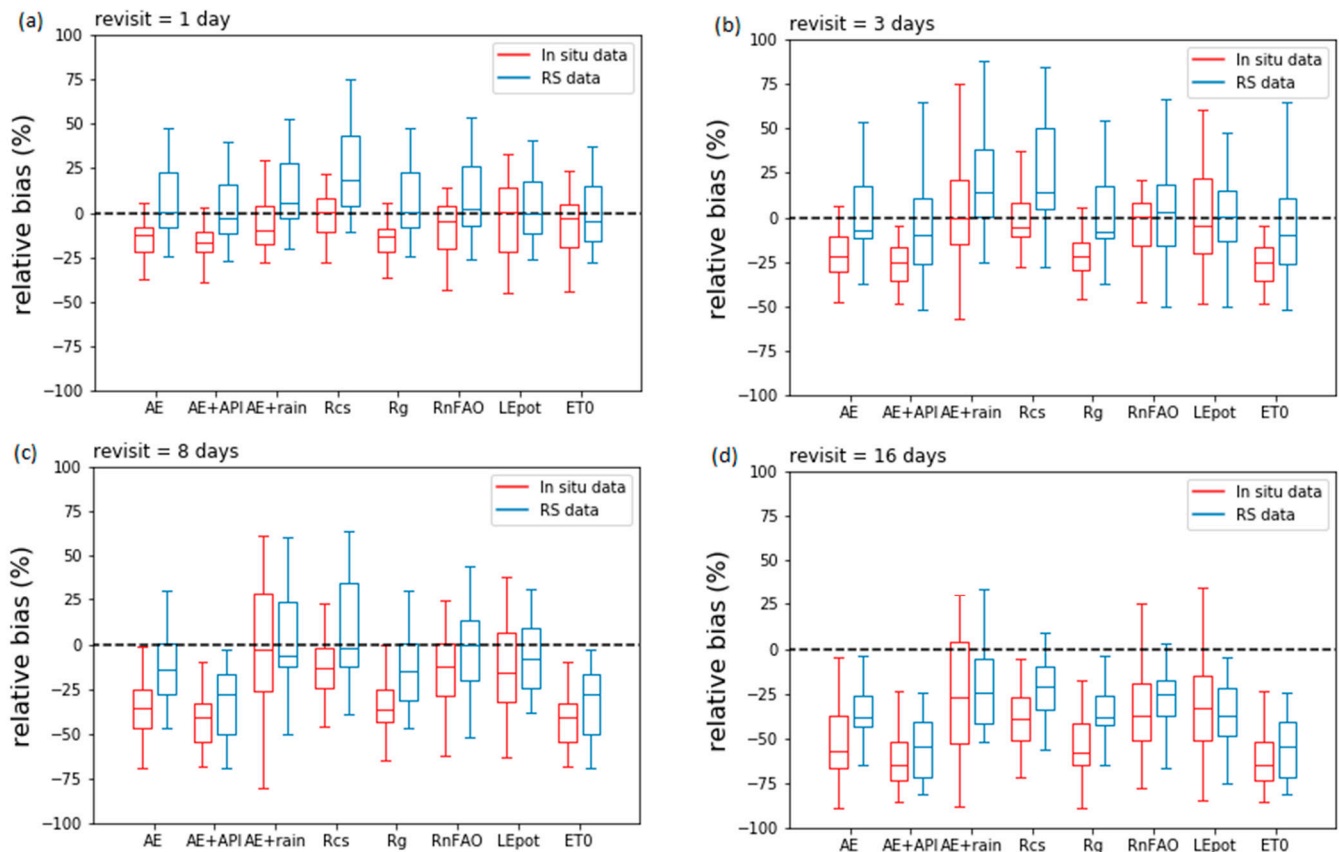 (a) revisit = 1 day
100
75
50
25
0
−25
−50
−75
−100
relative bias (%)
In situ data
RS data
AE AE+API AE+rain Rcs Rg RnFAO LEpot ET0
(b) revisit = 3 days
100
75
50
25
0
−25
−50
−75
−100
relative bias (%)
In situ data
RS data
AE AE+API AE+rain Rcs Rg RnFAO LEpot ET0
(c) revisit = 8 days
100
75
50
25
0
−25
−50
−75
−100
relative bias (%)
In situ data
RS data
AE AE+API AE+rain Rcs Rg RnFAO LEpot ET0
(d) revisit = 16 days
100
75
50
25
0
−25
−50
−75
−100
relative bias (%)
In situ data
RS data
AE AE+API AE+rain Rcs Rg RnFAO LEpot ET0